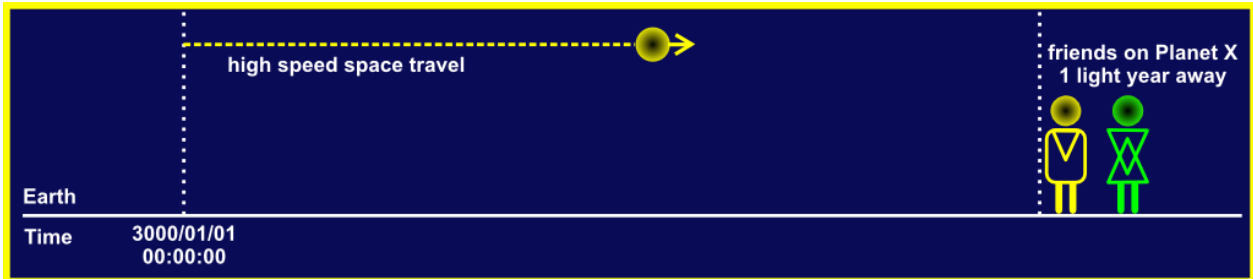 high speed space travel
friends on Planet X
1 light year away
Earth
Time
3000/01/01
00:00:00